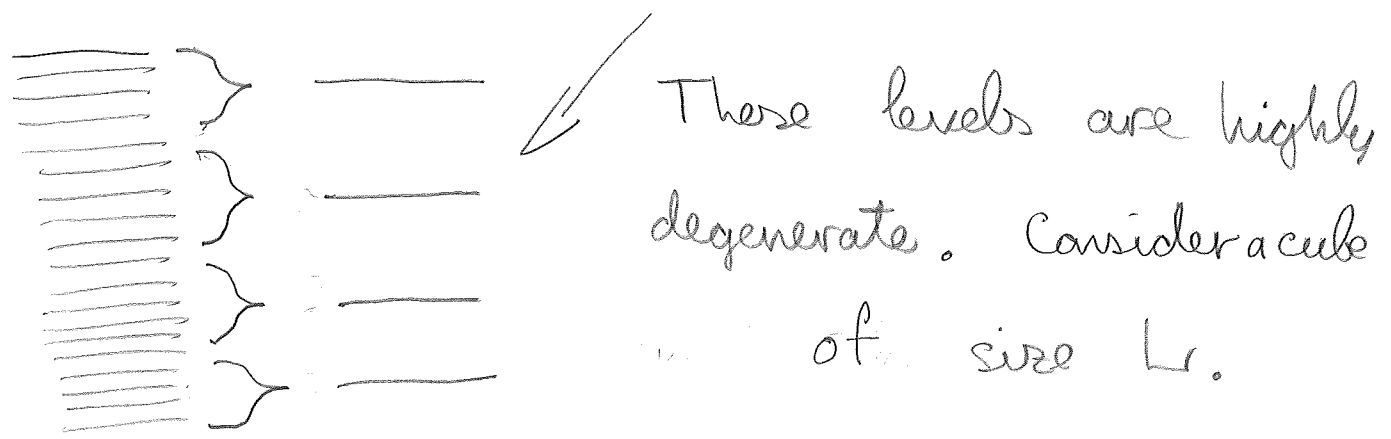 These levels are highly
degenerate. Consider a cube
of size L.